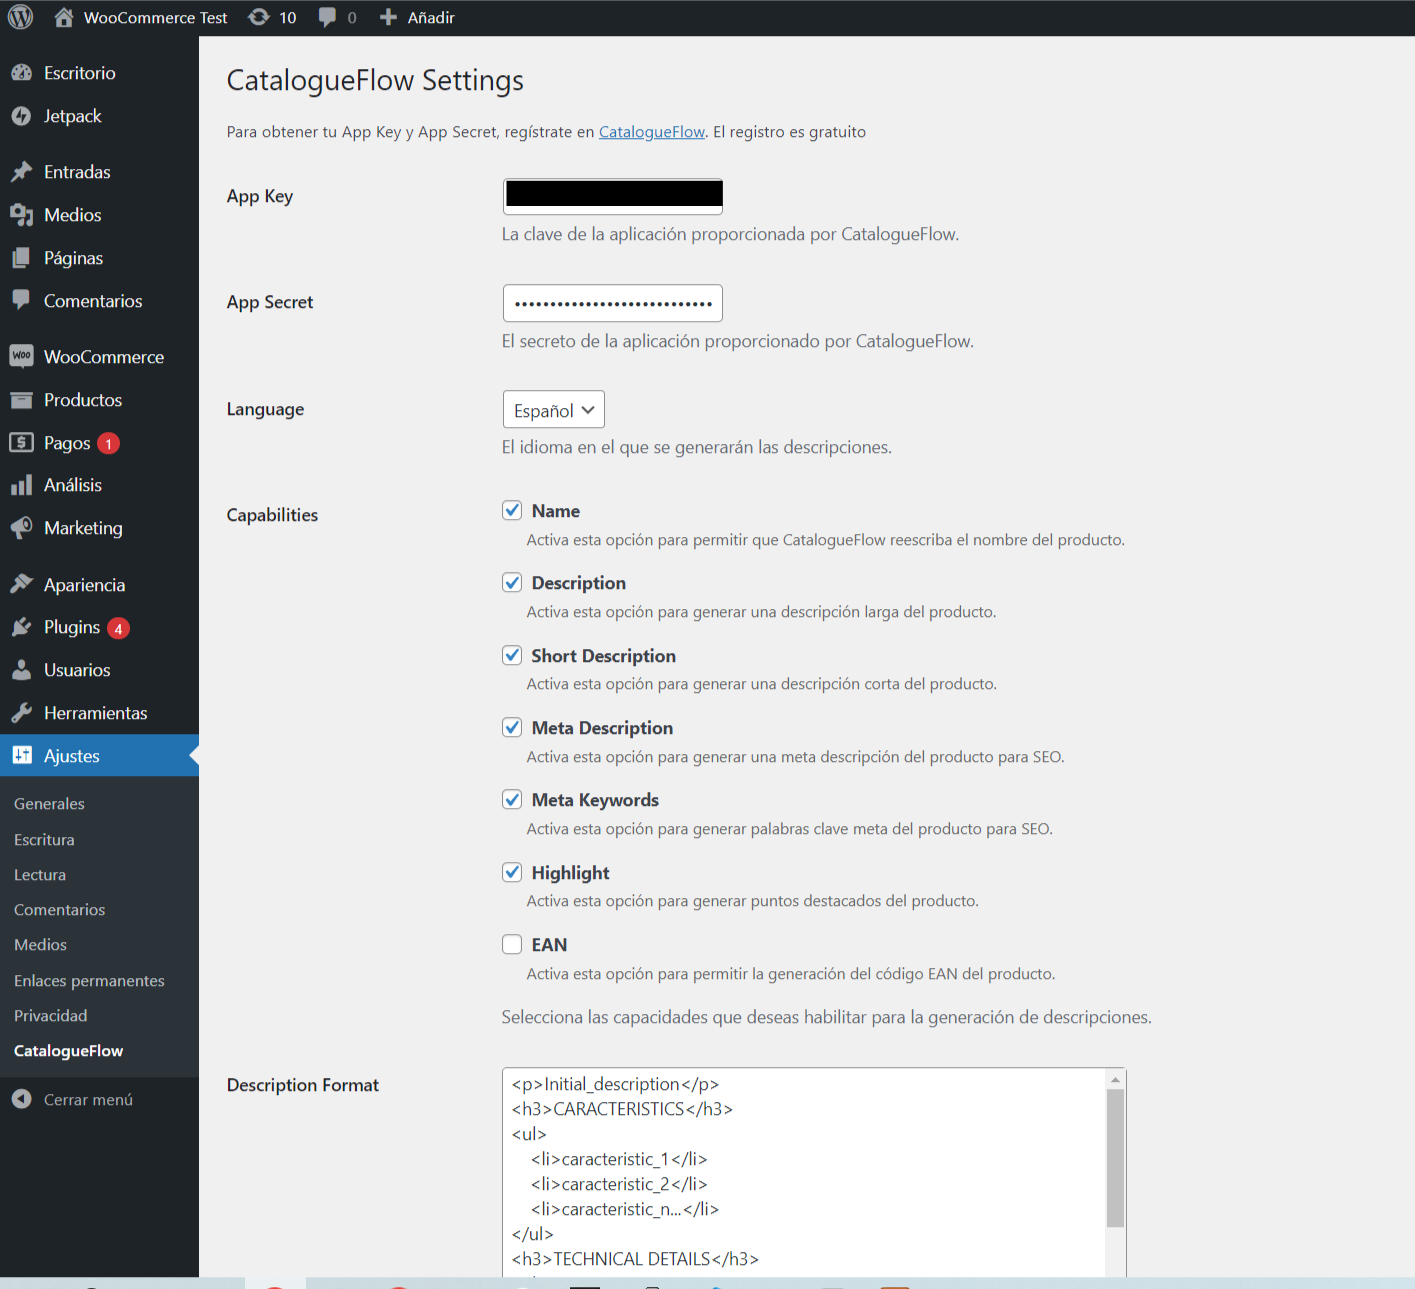 WooCommerce Test 10 0 Añadir
Escritorio
Jetpack
Entradas
Medios
Páginas
Comentarios
WooCommerce
Productos
Pagos 1
Análisis
Marketing
Apariencia
Plugins 4
Usuarios
Herramientas
Ajustes
Generales
Escritura
Lectura
Comentarios
Medios
Enlaces permanentes
Privacidad
CatalogueFlow
Cerrar menú
CatalogueFlow Settings
Para obtener tu App Key y App Secret, regístrate en CatalogueFlow. El registro es gratuito
App Key
La clave de la aplicación proporcionada por CatalogueFlow.
App Secret
El secreto de la aplicación proporcionado por CatalogueFlow.
Language
Español
El idioma en el que se generarán las descripciones.
Capabilities
Name
Activa esta opción para permitir que CatalogueFlow reescriba el nombre del producto.
Description
Activa esta opción para generar una descripción larga del producto.
Short Description
Activa esta opción para generar una descripción corta del producto.
Meta Description
Activa esta opción para generar una meta descripción del producto para SEO.
Meta Keywords
Activa esta opción para generar palabras clave meta del producto para SEO.
Highlight
Activa esta opción para generar puntos destacados del producto.
EAN
Activa esta opción para permitir la generación del código EAN del producto.
Selecciona las capacidades que deseas habilitar para la generación de descripciones.
Description Format
<p>Initial_description</p>
<h3>CARACTERISTICS</h3>
<ul>
<li>caracteristic_1</li>
<li>caracteristic_2</li>
<li>caracteristic_n...</li>
</ul>
<h3>TECHNICAL DETAILS</h3>